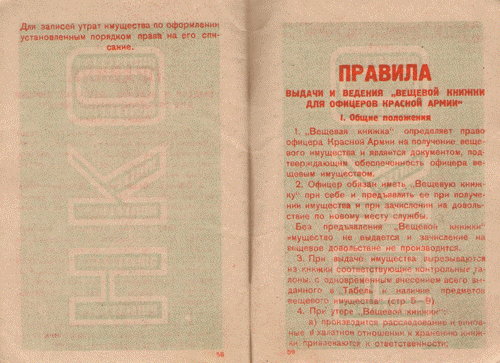 Для записей утрат имущества по оформлении
установленным порядком права на его спи-
сание.
58
ПРАВИЛА
ВЫДАЧИ И ВЕДЕНИЯ „ВЕЩЕВОЙ КНИЖКИ
ДЛЯ ОФИЦЕРОВ КРАСНОЙ АРМИИ"
I. Общие положения
1. „Вещевая книжка" определяет право
офицера Красной Армии на получение веще-
вого имущества и является документом, под-
тверждающим обеспеченность офицера ве-
щевым имуществом.
2. Офицер обязан иметь „Вещевую книж-
ку" при себе и предъявлять ее при получе-
нии имущества и при зачислении на доволь-
ствие по новому месту службы.
Без предъявления „Вещевой книжки"
имущество не выдается и зачисление на
вещевое довольствие не производится.
3. При выдаче имущества вырезываются
из книжки соответствующие контрольные та-
лоны, с одновременным внесением всего вы-
данного в „Табель и наличие предметов
вещевого имущества" (стр. 5—9)
4. При утере „Вещевой книжки":
а) производится расследование и винов-
ные в халатном отношении к хранению книж-
ки привлекаются к ответственности;
59